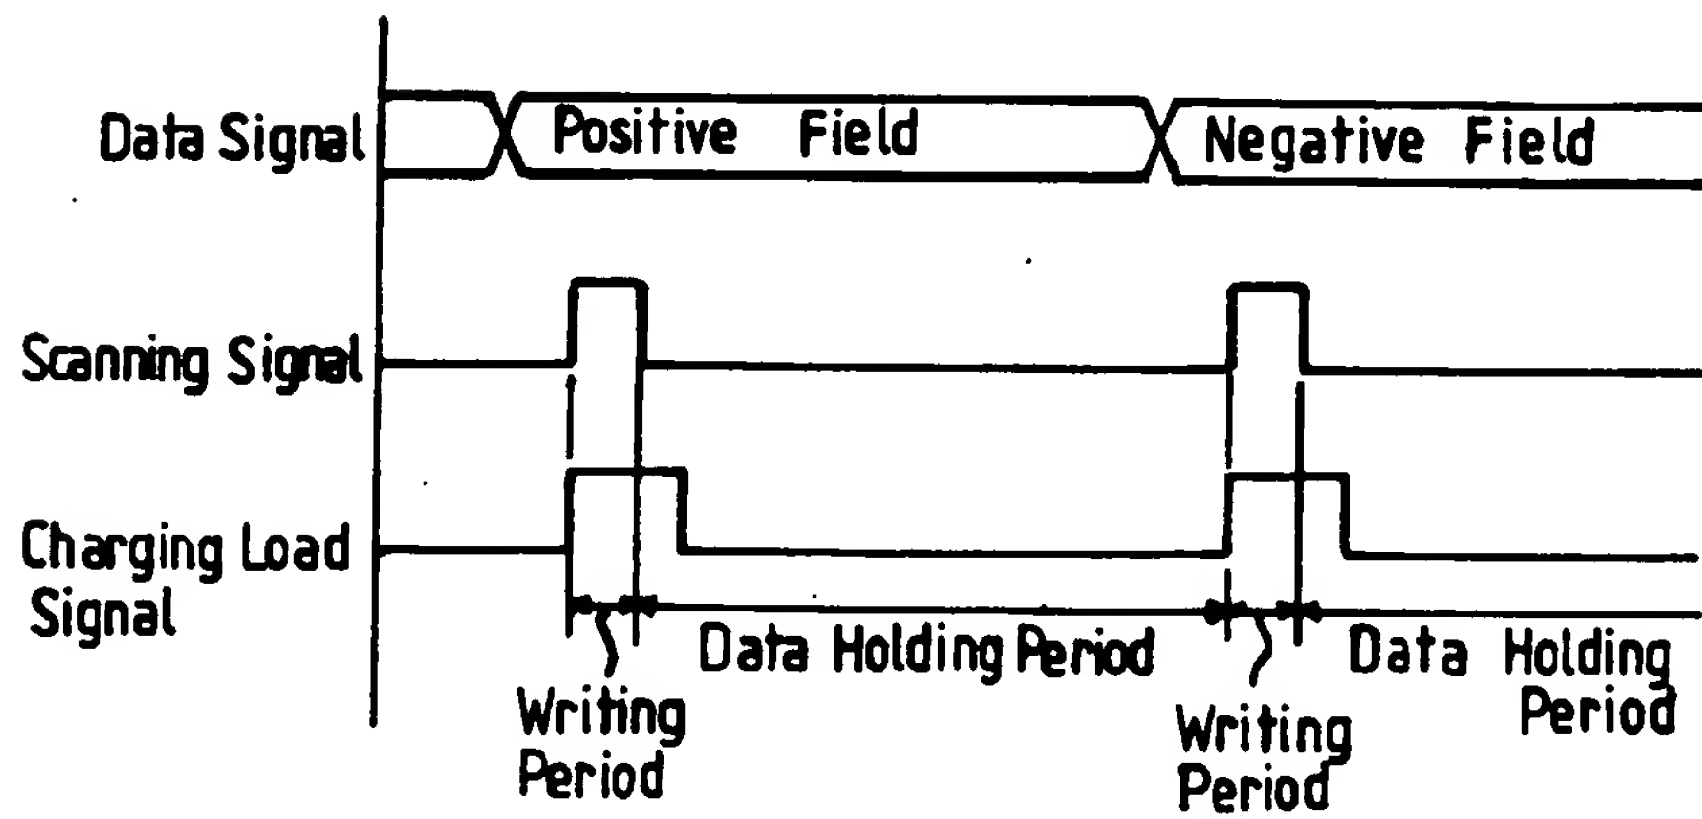 Data Signal
Positive Field
Negative Field
Scanning Signal
Charging Load
Signal
Data Holding Period
Data Holding
Period
Writing
Period
Writing
Period